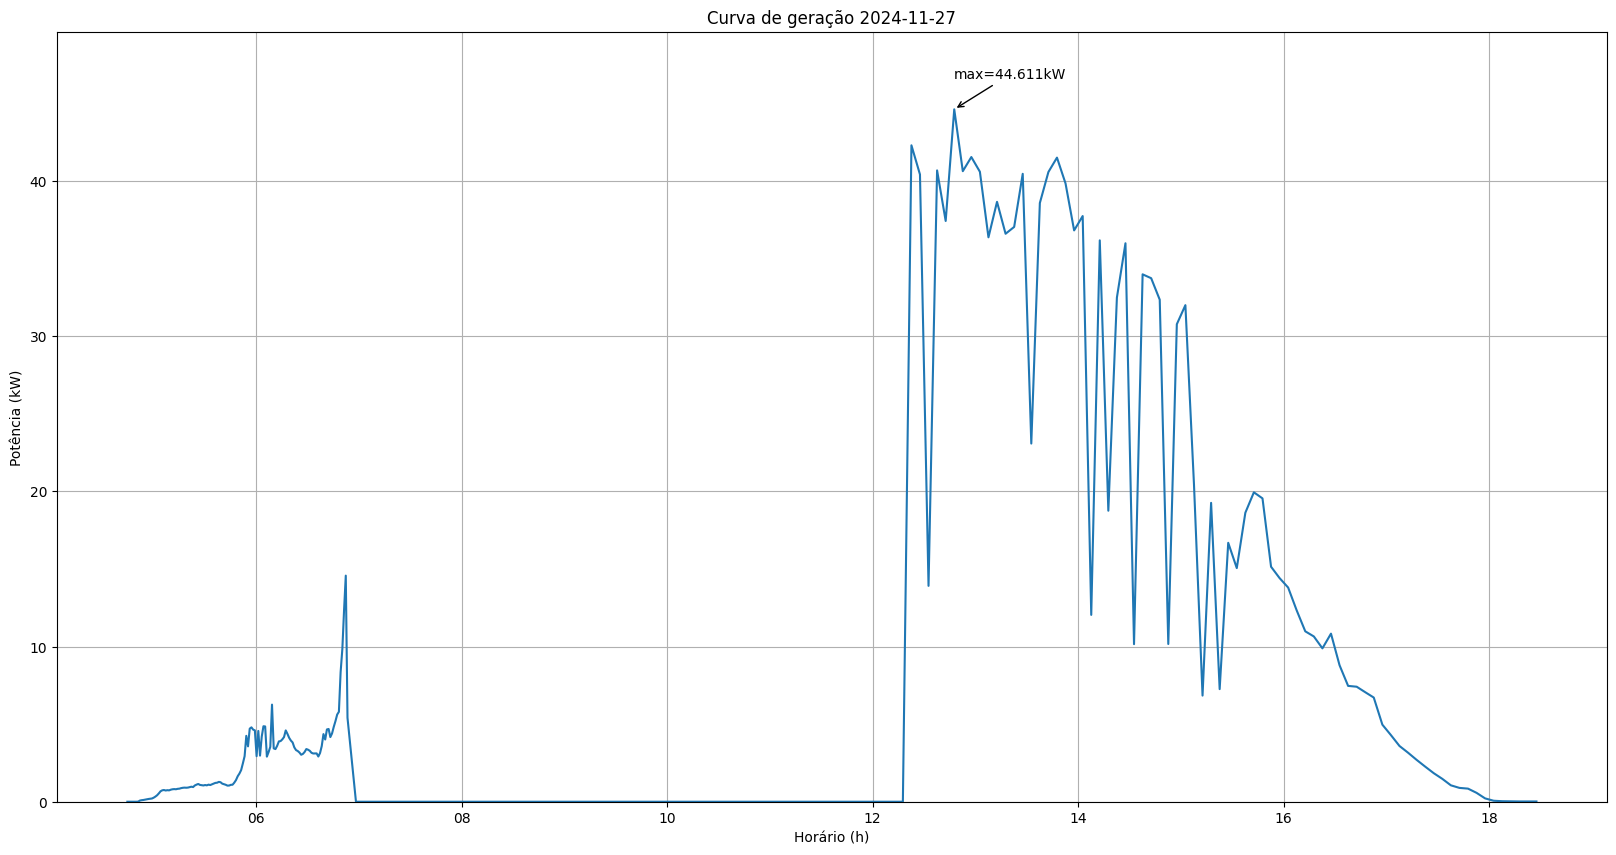 Curva de geração 2024-11-27
max=44.611kW
Potência (kW)
40
30
20
10
0
06 08 10 12 14 16 18
Horário (h)